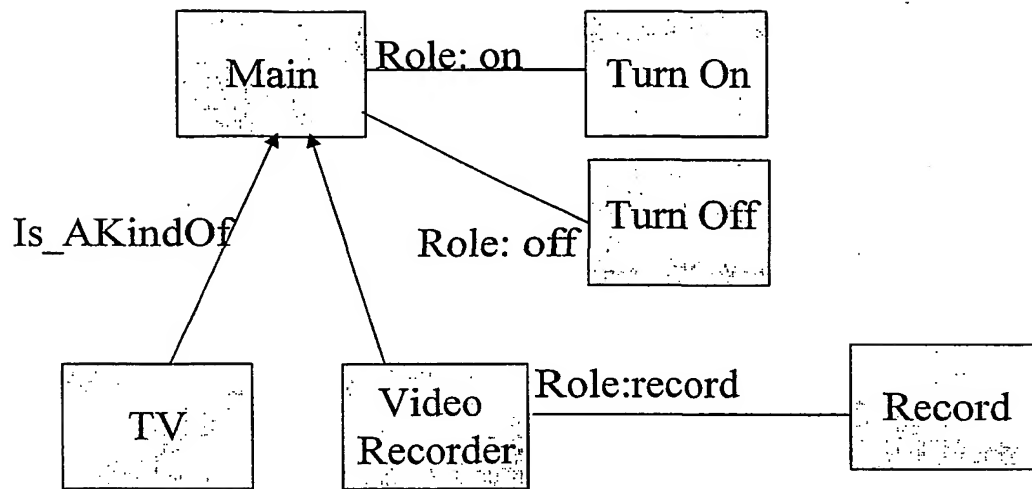 Main
Role: on
Turn On
Turn Off
Is_AKindOf
Role: off
TV
Video
Recorder
Role:record
Record